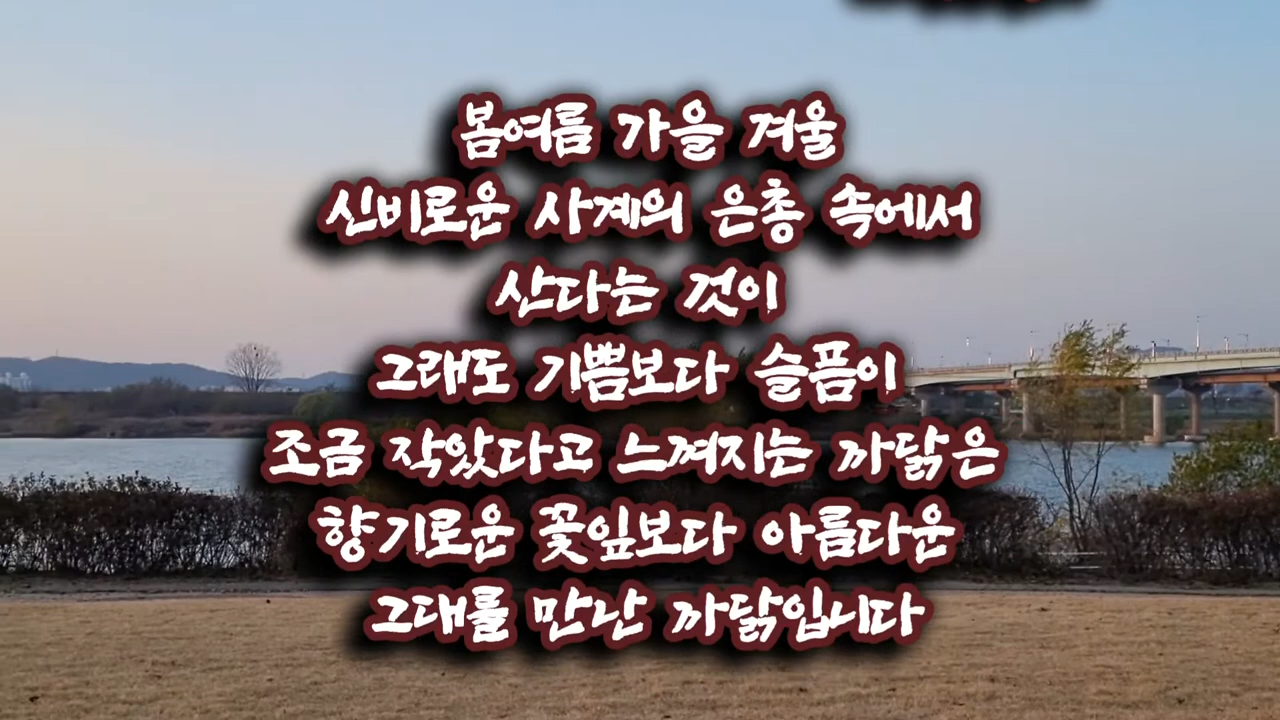 봄여름 가을 겨울
신비로운 사계의 은총 속에서
산다는 것이
그래도 기쁨보다 슬픔이
조금 작았다고 느껴지는 까닭은
향기로운 꽃잎보다 아름다운
그대를 만난 까닭입니다